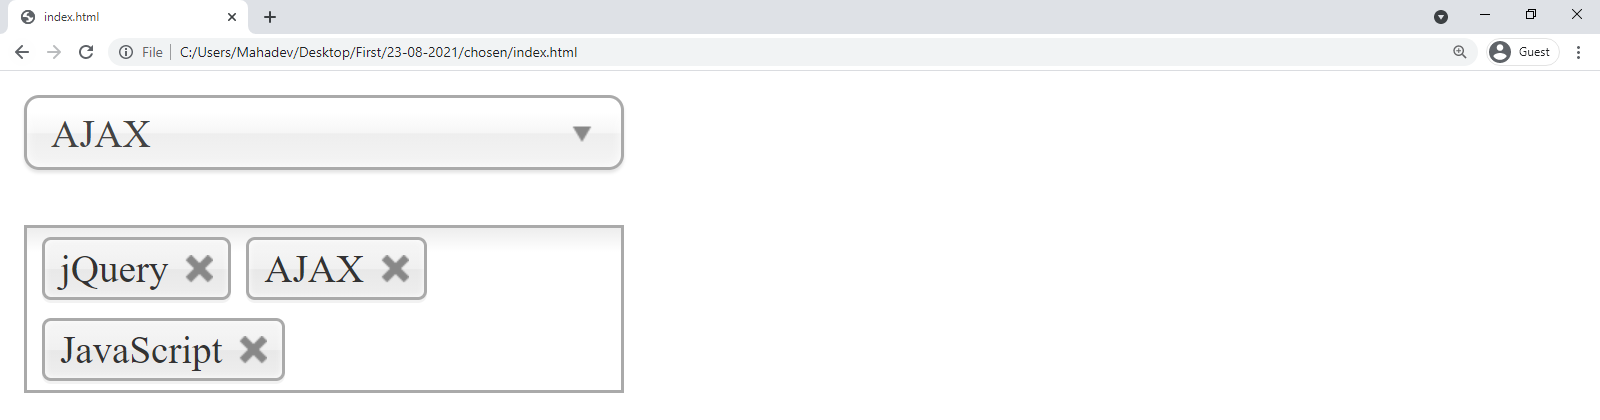 index.html
File C:/Users/Mahadev/Desktop/First/23-08-2021/chosen/index.html Guest
AJAX
jQuery AJAX
JavaScript